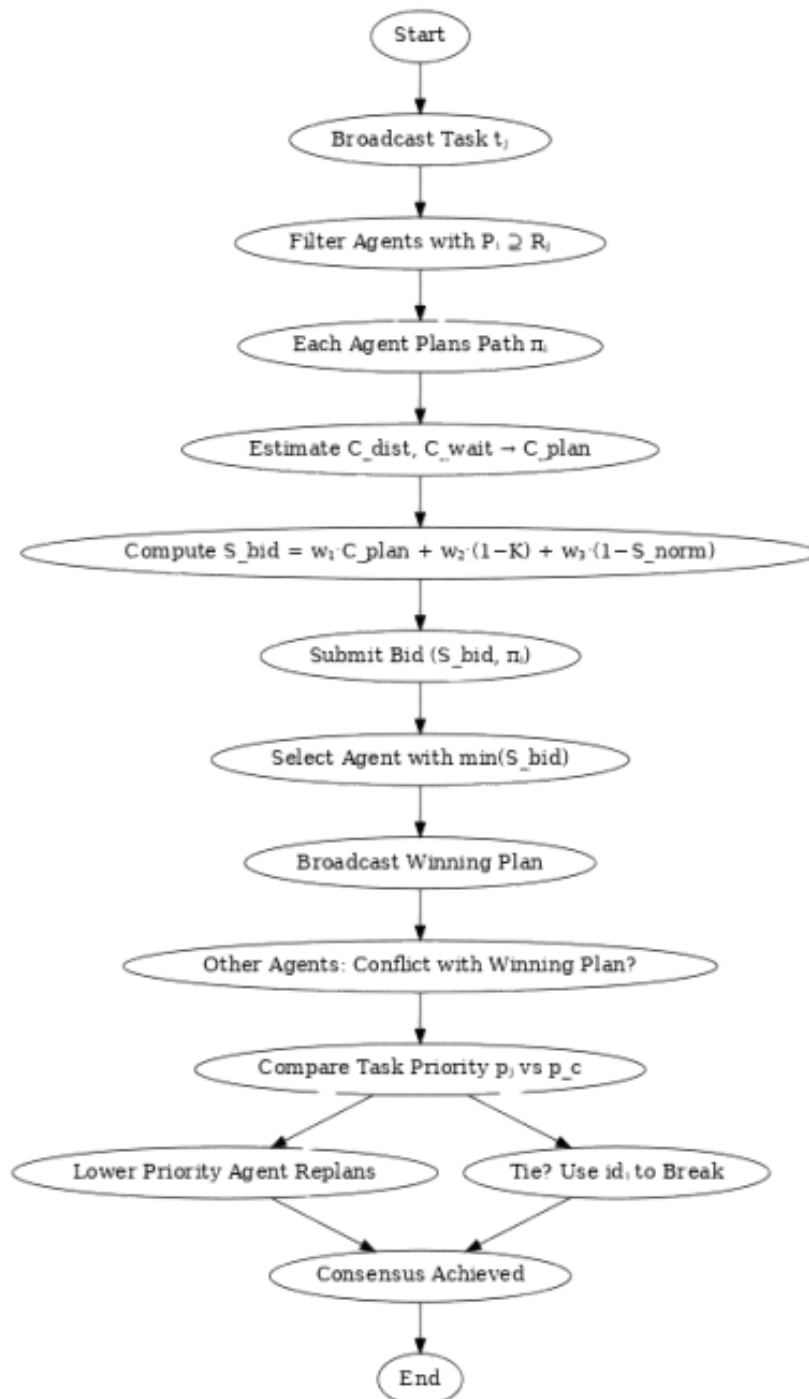 Start
Broadcast Task tⱼ
Filter Agents with Pᵢ ⊇ Rⱼ
Each Agent Plans Path πᵢ
Estimate C_dist, C_wait → C_plan
Compute S_bid = w₁·C_plan + w₂·(1−K) + w₃·(1−S_norm)
Submit Bid (S_bid, πᵢ)
Select Agent with min(S_bid)
Broadcast Winning Plan
Other Agents: Conflict with Winning Plan?
Compare Task Priority pⱼ vs p_c
Lower Priority Agent Replans
Tie? Use idᵢ to Break
Consensus Achieved
End